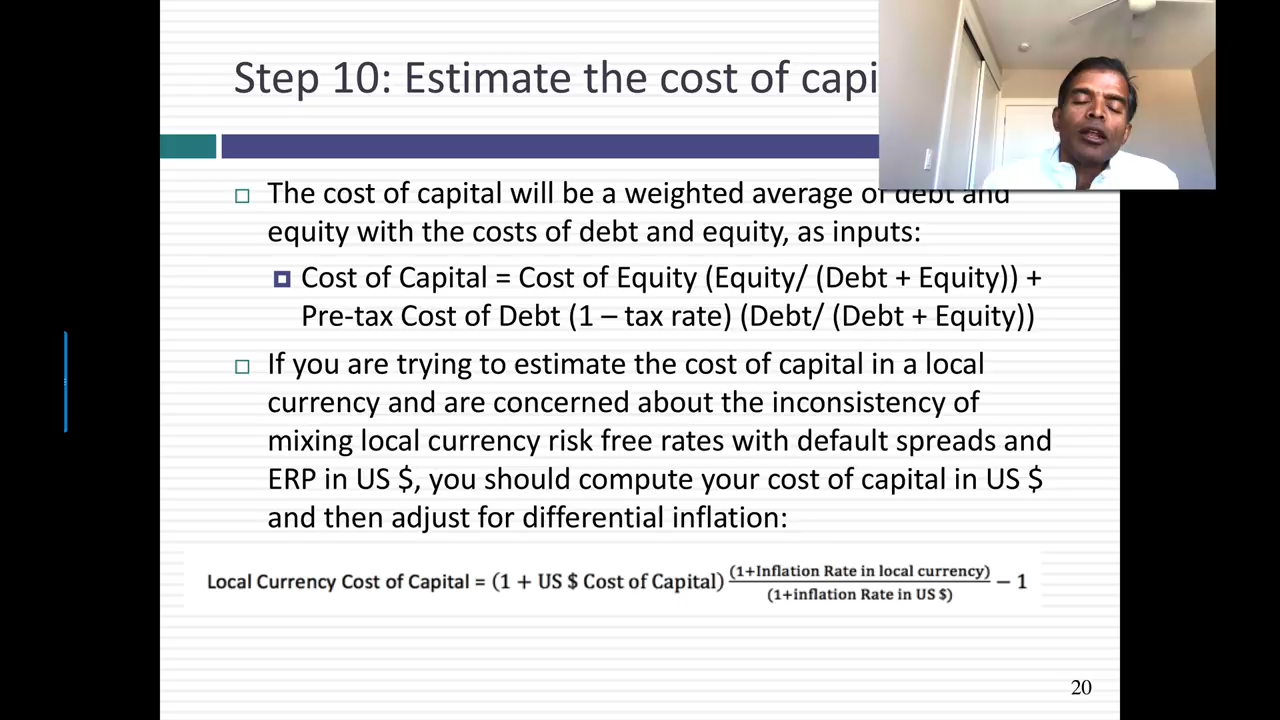 Step 10: Estimate the cost of capi
The cost of capital will be a weighted average of debt and
equity with the costs of debt and equity, as inputs:
Cost of Capital = Cost of Equity (Equity/ (Debt + Equity)) +
Pre-tax Cost of Debt (1 – tax rate) (Debt/ (Debt + Equity))
If you are trying to estimate the cost of capital in a local
currency and are concerned about the inconsistency of
mixing local currency risk free rates with default spreads and
ERP in US $, you should compute your cost of capital in US $
and then adjust for differential inflation:
Local Currency Cost of Capital = (1 + US $ Cost of Capital) (1+Inflation Rate in local currency) / (1+inflation Rate in US $) − 1
20